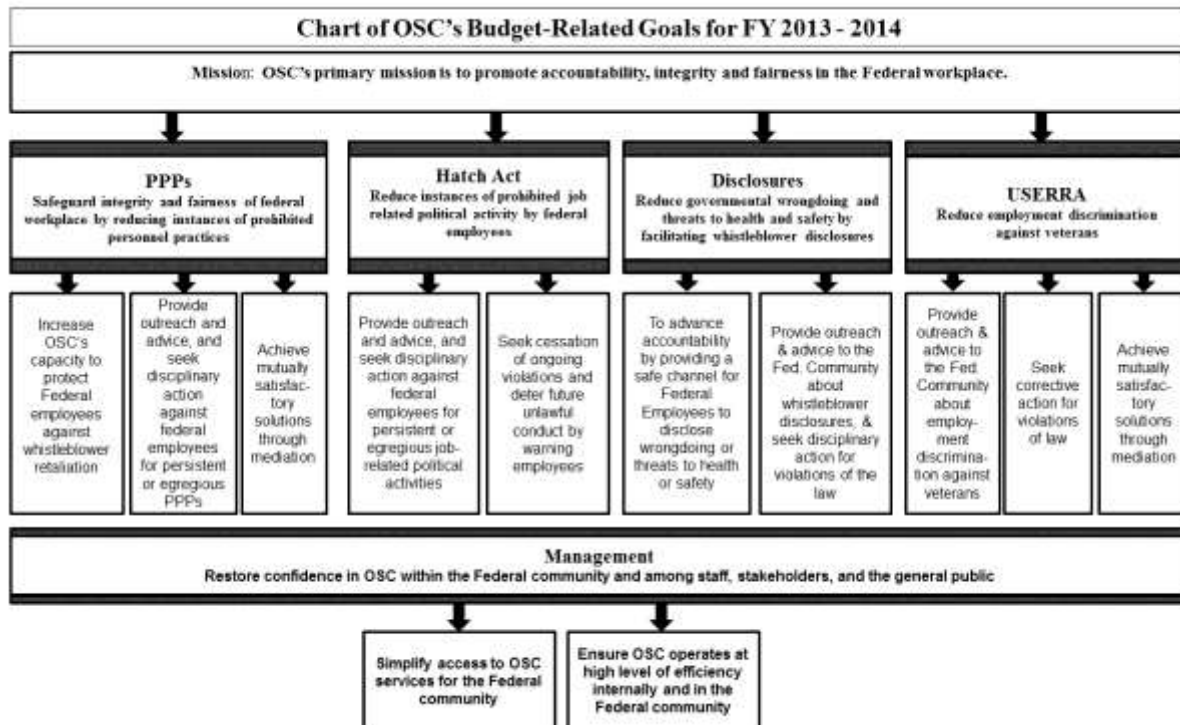 Chart of OSC's Budget-Related Goals for FY 2013 - 2014
Mission: OSC's primary mission is to promote accountability, integrity and fairness in the Federal workplace.
PPPs
Safeguard integrity and fairness of federal
workplace by reducing instances of prohibited
personnel practices
Hatch Act
Reduce instances of prohibited job
related political activity by federal
employees
Disclosures
Reduce governmental wrongdoing and
threats to health and safety by
facilitating whistleblower disclosures
USERRA
Reduce employment discrimination
against veterans
Increase
OSC's
capacity to
protect
Federal
employees
against
whistleblower
retaliation
Provide
outreach and
advice, and
seek
disciplinary
action
against
federal
employees
for persistent
or egregious
PPPs
Achieve
mutually
satisfac-
tory
solutions
through
mediation
Provide outreach
and advice, and
seek disciplinary
action against
federal
employees for
persistent or
egregious job-
related political
activities
Seek cessation
of ongoing
violations and
deter future
unlawful
conduct by
warning
employees
To advance
accountability
by providing a
safe channel for
Federal
Employees to
disclose
wrongdoing or
threats to health
or safety
Provide outreach
& advice to the
Fed. Community
about
whistleblower
disclosures, &
seek disciplinary
action for
violations of the
law
Provide
outreach &
advice to
the Fed.
Community
about
employ-
ment
discrimina-
tion against
veterans
Seek
corrective
action for
violations of
law
Achieve
mutually
satisfac-
tory
solutions
through
mediation
Management
Restore confidence in OSC within the Federal community and among staff, stakeholders, and the general public
Simplify access to OSC
services for the Federal
community
Ensure OSC operates at
high level of efficiency
internally and in the
Federal community